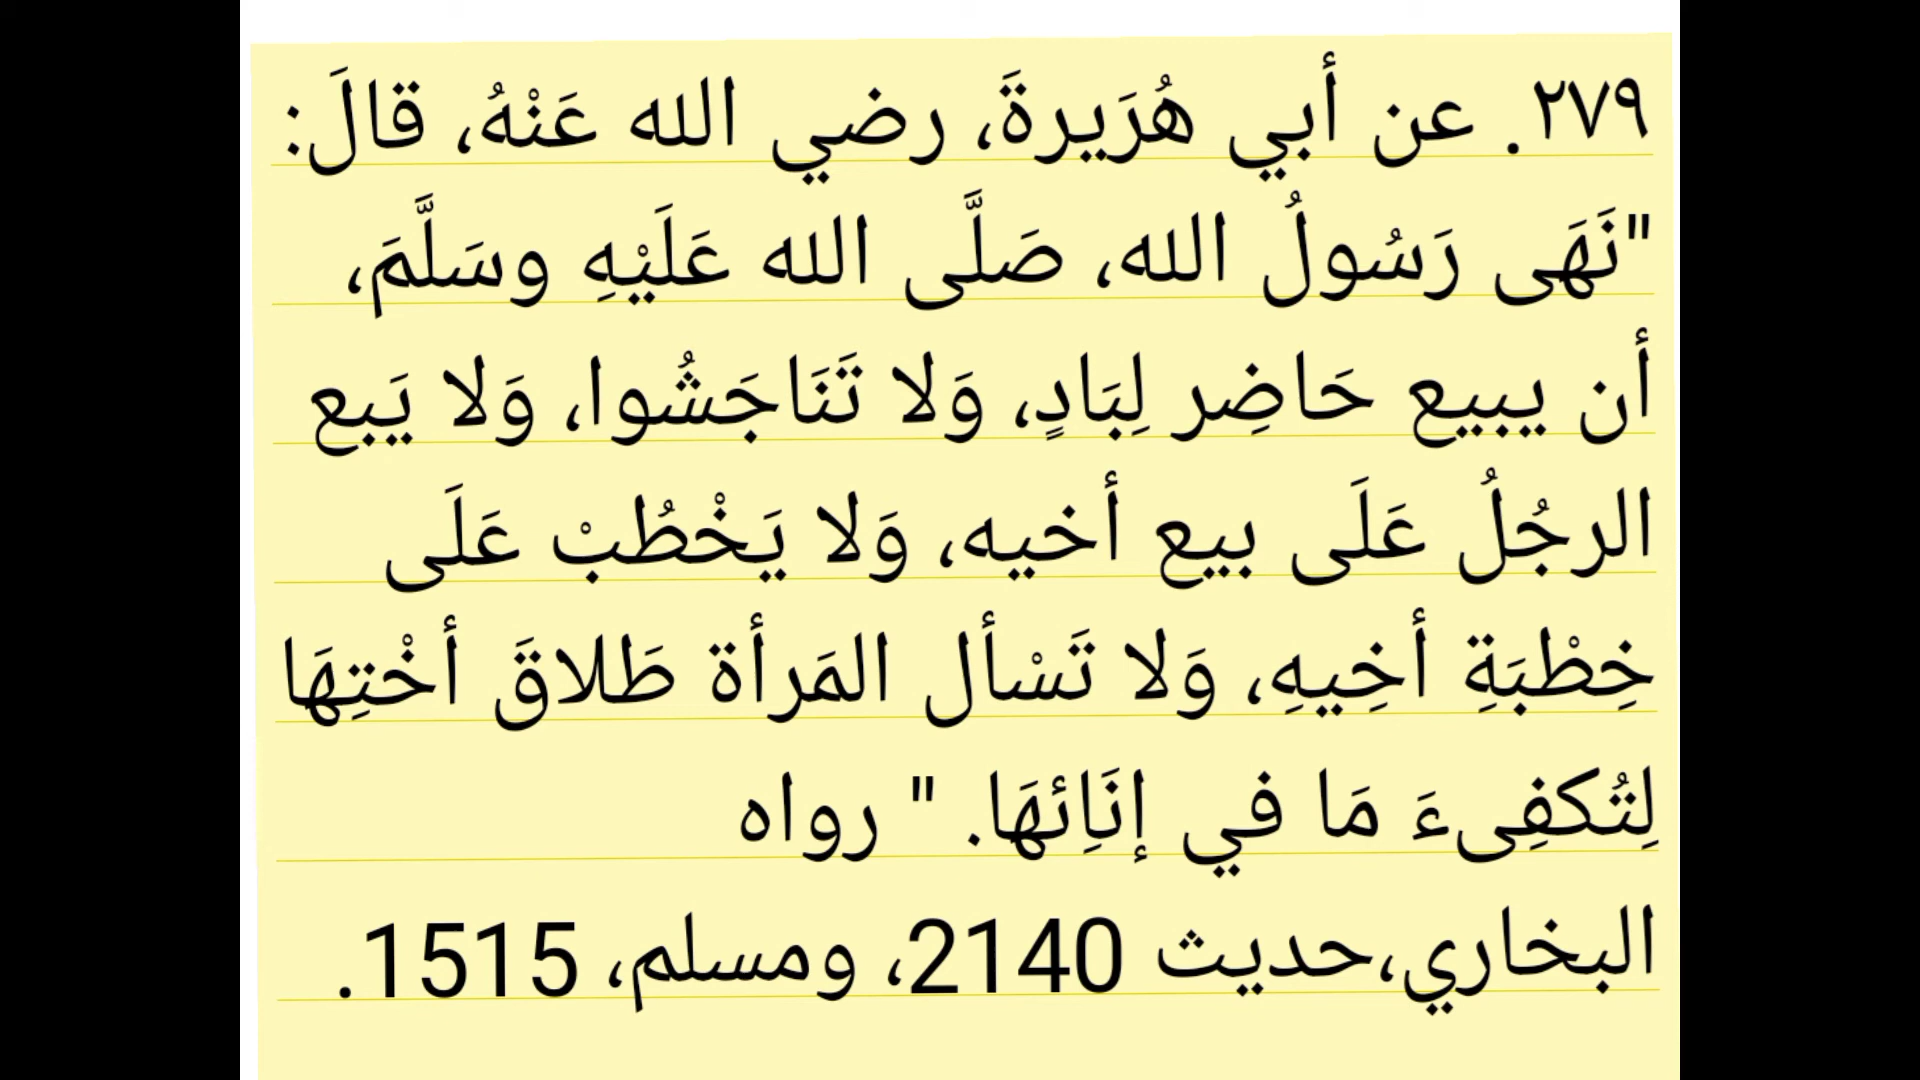 ٢٧٩. عن أبي هُرَيرةَ، رضي الله عَنْهُ، قالَ:
"نَهَى رَسُولُ الله، صَلَّى الله عَلَيْهِ وسَلَّمَ،
أن يبيع حَاضِر لِبَادٍ، وَلا تَنَاجَشُوا، وَلا يَبع
الرجُلُ عَلَى بيع أخيه، وَلا يَخْطُبْ عَلَى
خِطْبَةِ أخِيهِ، وَلا تَسْأل المَرأة طَلاقَ أخْتِهَا
لِتُكفِىءَ مَا في إنَاِئهَا. " رواه
البخاري،حديث 2140، ومسلم، 1515.